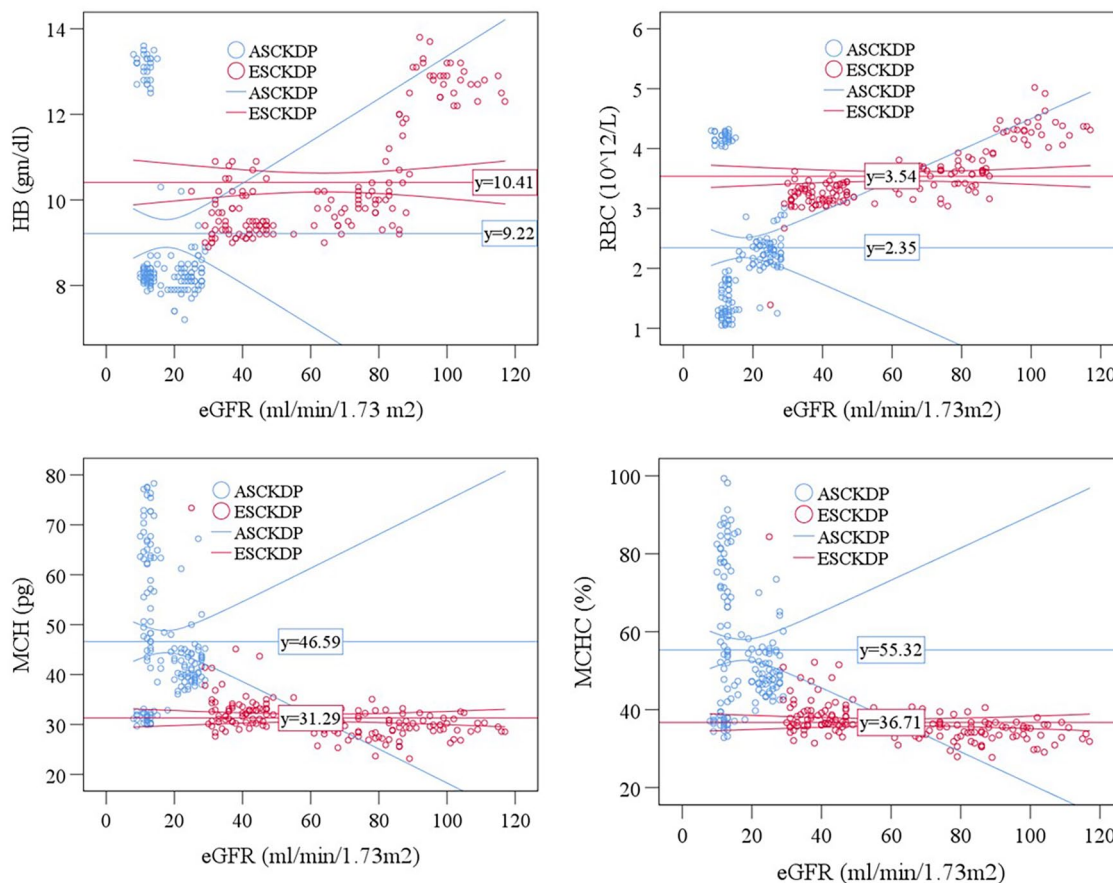 HB (gm/dl)
14
12
10
8
ASCKDP
ESCKDP
ASCKDP
ESCKDP
y=10.41
y=9.22
0 20 40 60 80 100 120
eGFR (ml/min/1.73 m2)
RBC (10^12/L)
6
5
4
3
2
1
ASCKDP
ESCKDP
ASCKDP
ESCKDP
y=3.54
y=2.35
0 20 40 60 80 100 120
eGFR (ml/min/1.73m2)
MCH (pg)
80
70
60
50
40
30
20
ASCKDP
ESCKDP
ASCKDP
ESCKDP
y=46.59
y=31.29
0 20 40 60 80 100 120
eGFR (ml/min/1.73m2)
MCHC (%)
100
80
60
40
20
ASCKDP
ESCKDP
ASCKDP
ESCKDP
y=55.32
y=36.71
0 20 40 60 80 100 120
eGFR (ml/min/1.73m2)